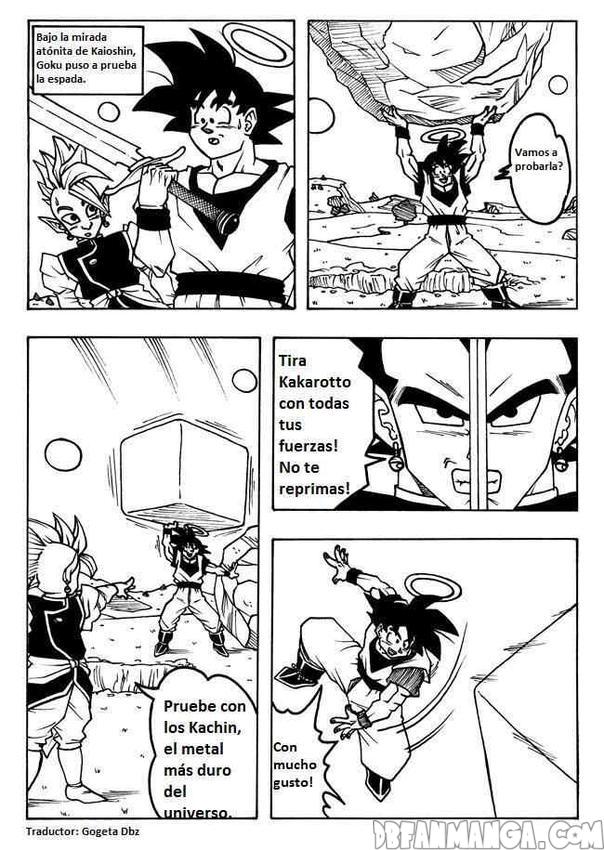 Bajo la mirada
atónita de Kaioshin,
Goku puso a prueba
la espada.
Vamos a
probarla?
Tira
Kakarotto
con todas
tus
fuerzas!
No te
reprimas!
Pruebe con
los Kachin,
el metal
más duro
del
universo.
Con
mucho
gusto!
Traductor: Gogeta Dbz
DBFANMANGA.COM